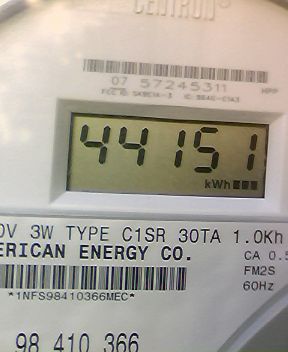 CENTRON®
07 57245311
44151
kWh
0V 3W TYPE C1SR 30TA 1.0Kh
ERICAN ENERGY CO.
CA 0.5
FM2S
60Hz
*1NFS98410366MEC*
98 410 366